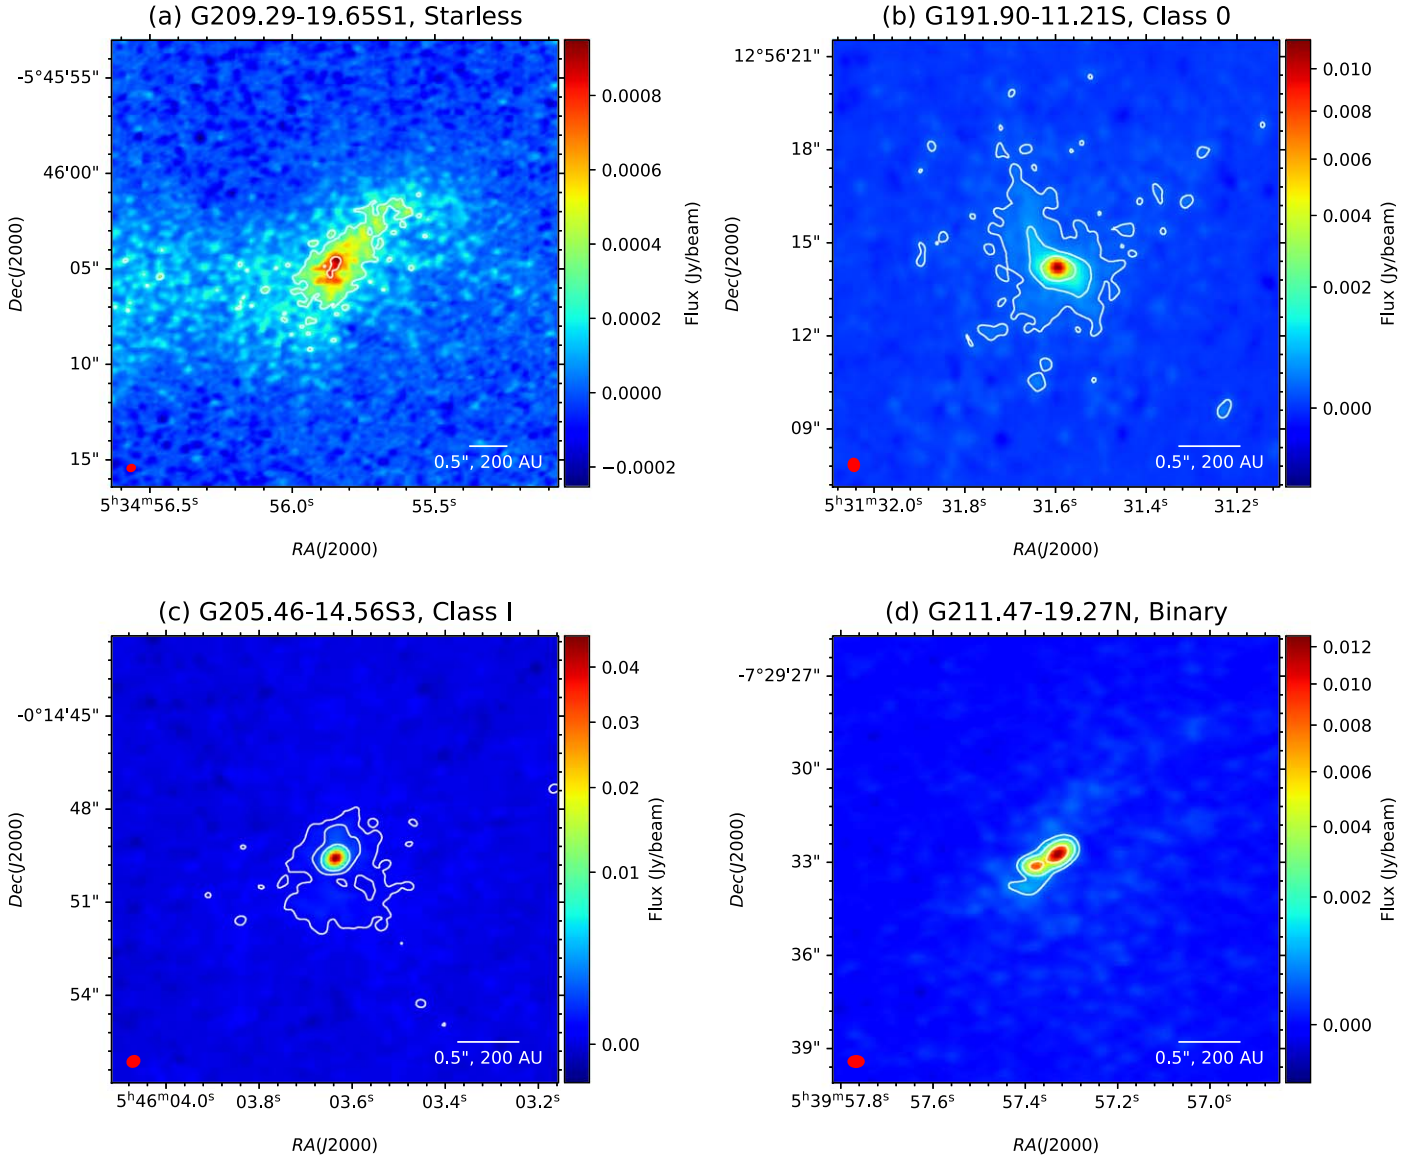 (a) G209.29-19.65S1, Starless
-5°45'55"
46'00"
05"
10"
15"
Dec(J2000)
0.5", 200 AU
5ʰ34ᵐ56.5ˢ
56.0ˢ
55.5ˢ
RA(J2000)
0.0008
0.0006
0.0004
0.0002
0.0000
−0.0002
Flux (Jy/beam)
(b) G191.90-11.21S, Class 0
12°56'21"
18"
15"
12"
09"
Dec(J2000)
0.5", 200 AU
5ʰ31ᵐ32.0ˢ
31.8ˢ
31.6ˢ
31.4ˢ
31.2ˢ
RA(J2000)
0.010
0.008
0.006
0.004
0.002
0.000
Flux (Jy/beam)
(c) G205.46-14.56S3, Class I
-0°14'45"
48"
51"
54"
Dec(J2000)
0.5", 200 AU
5ʰ46ᵐ04.0ˢ
03.8ˢ
03.6ˢ
03.4ˢ
03.2ˢ
RA(J2000)
0.04
0.03
0.02
0.01
0.00
Flux (Jy/beam)
(d) G211.47-19.27N, Binary
-7°29'27"
30"
33"
36"
39"
Dec(J2000)
0.5", 200 AU
5ʰ39ᵐ57.8ˢ
57.6ˢ
57.4ˢ
57.2ˢ
57.0ˢ
RA(J2000)
0.012
0.010
0.008
0.006
0.004
0.002
0.000
Flux (Jy/beam)